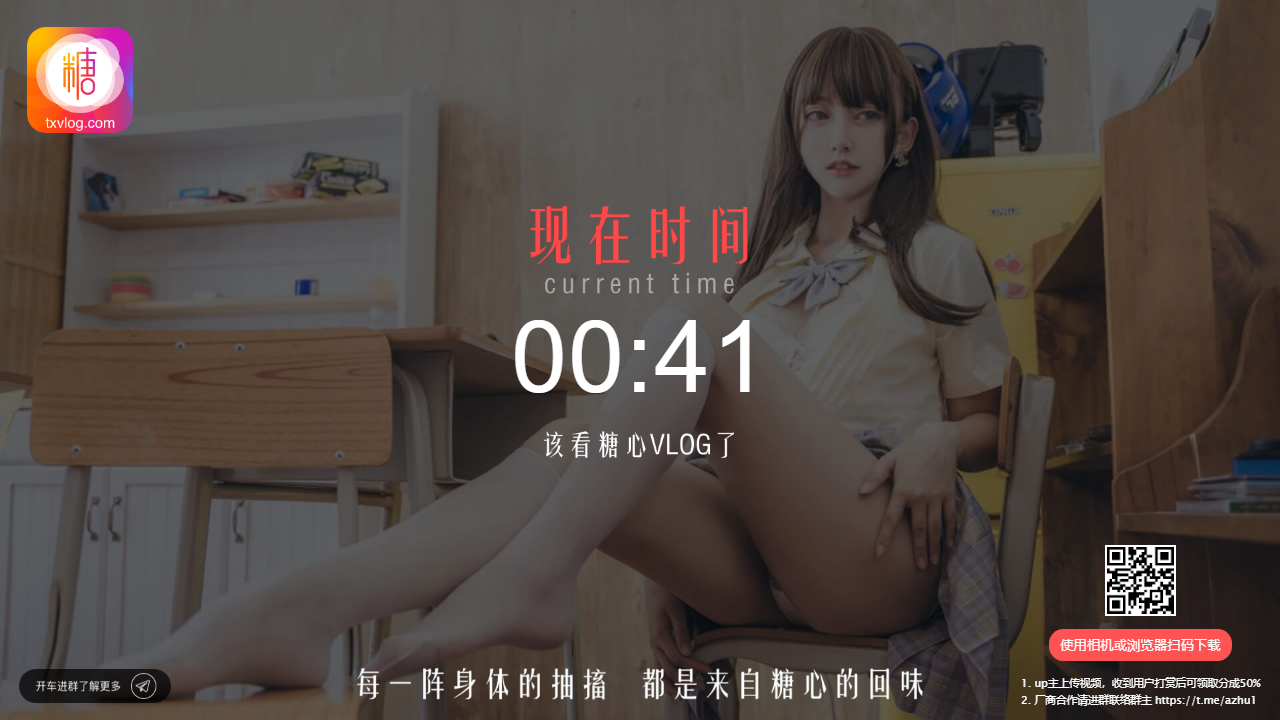 糖
txvlog.com
现在时间
current time
00:41
该看糖心VLOG了
每一阵身体的抽搐 都是来自糖心的回味
开车进群了解更多
使用相机或浏览器扫码下载
1. up主上传视频，收到用户打赏后可领取分成50%
2. 厂商合作请进群联络群主 https://t.me/azhu1